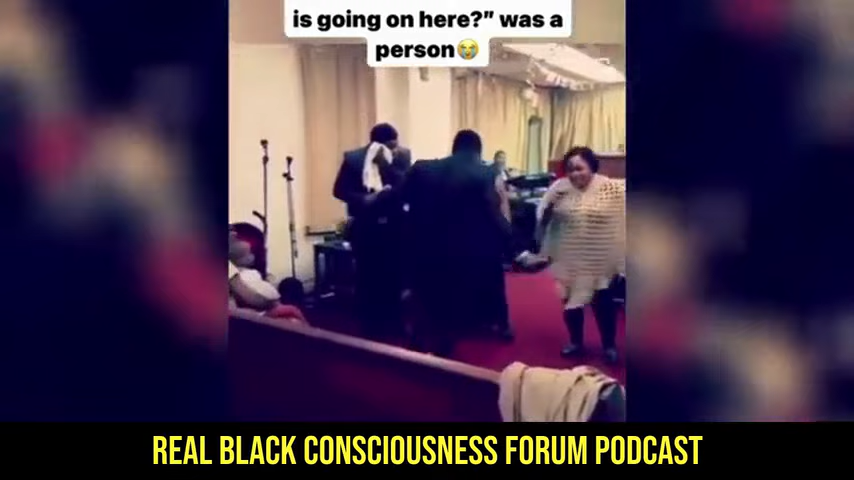 is going on here?” was a
person😭
REAL BLACK CONSCIOUSNESS FORUM PODCAST